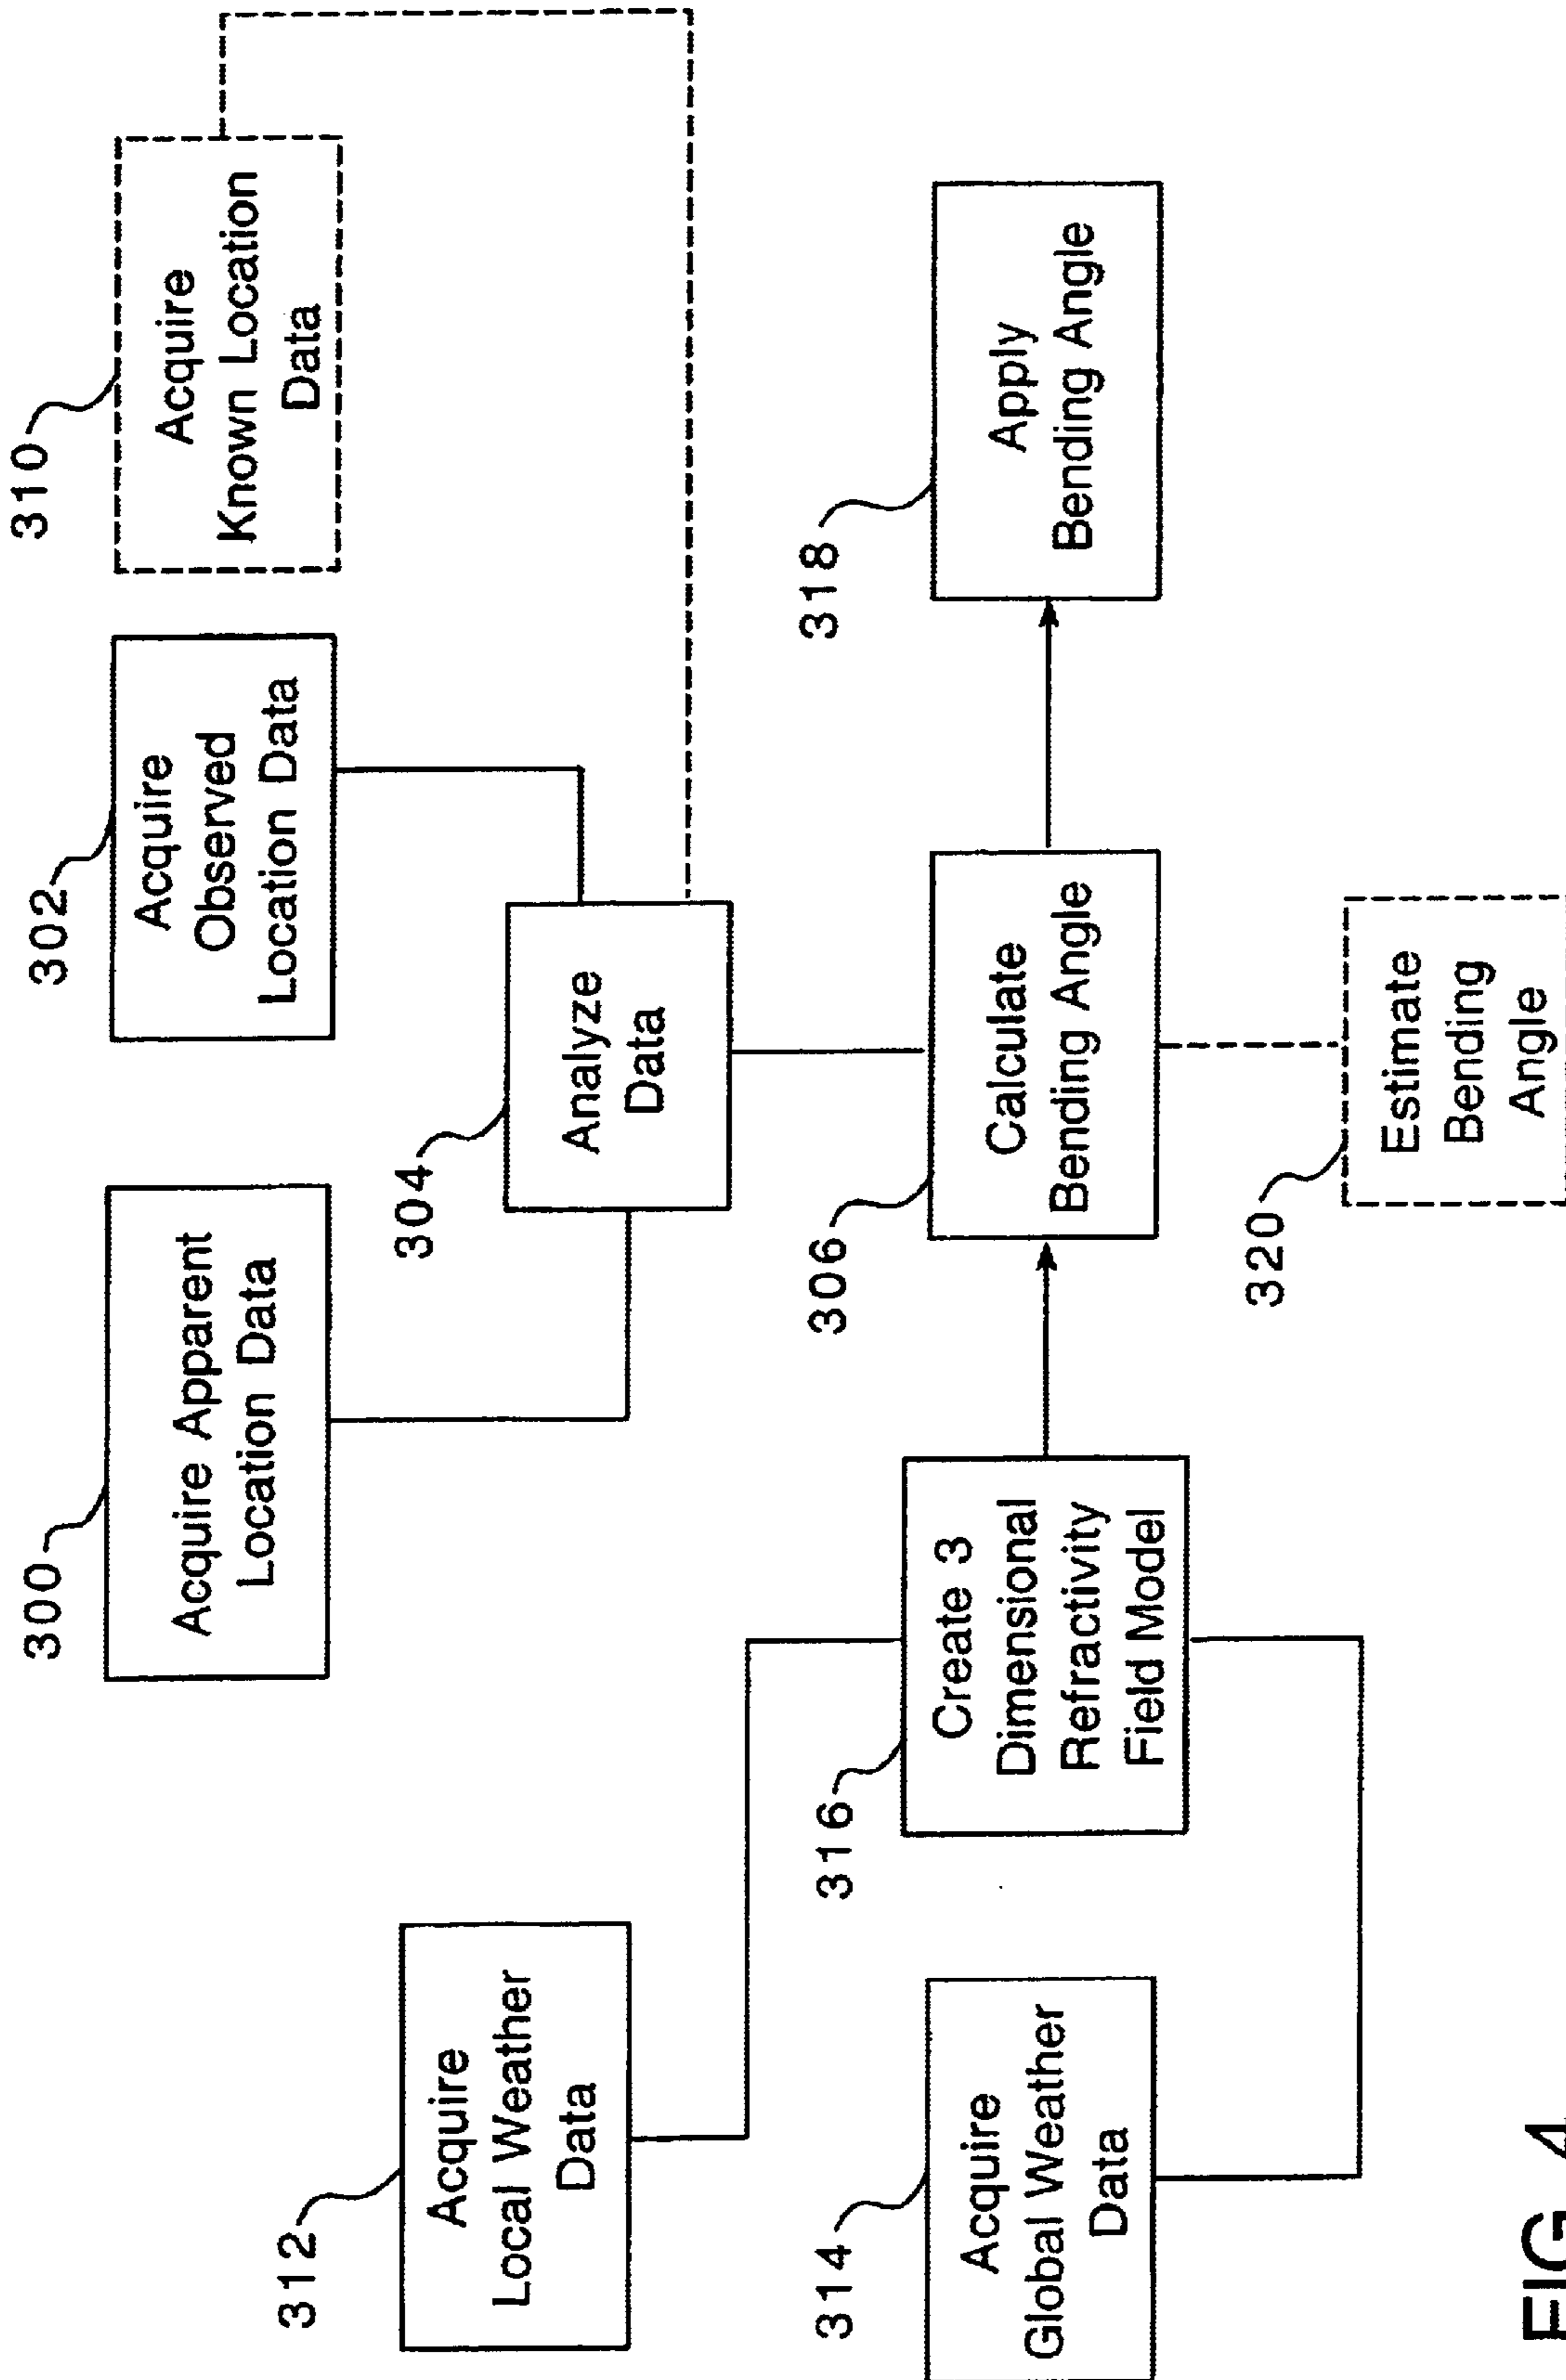 300
Acquire Apparent
Location Data
302
Acquire
Observed
Location Data
310
Acquire
Known Location
Data
304
Analyze
Data
312
Acquire
Local Weather
Data
314
Acquire
Global Weather
Data
316
Create 3
Dimensional
Refractivity
Field Model
306
Calculate
Bending Angle
318
Apply
Bending Angle
320
Estimate
Bending
Angle
FIG. 4